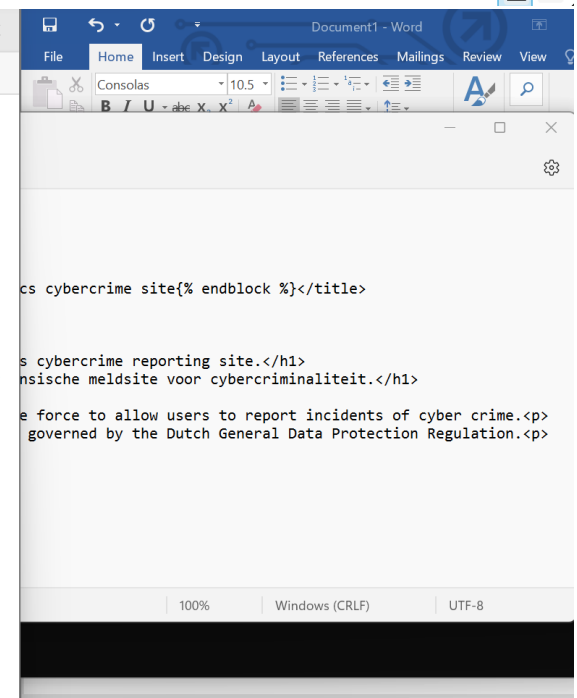 Document1 - Word
File Home Insert Design Layout References Mailings Review View
Consolas 10.5
B I U abc X₂ X² A
cs cybercrime site{% endblock %}</title>
s cybercrime reporting site.</h1>
nsische meldsite voor cybercriminaliteit.</h1>
e force to allow users to report incidents of cyber crime.<p>
governed by the Dutch General Data Protection Regulation.<p>
100% Windows (CRLF) UTF-8